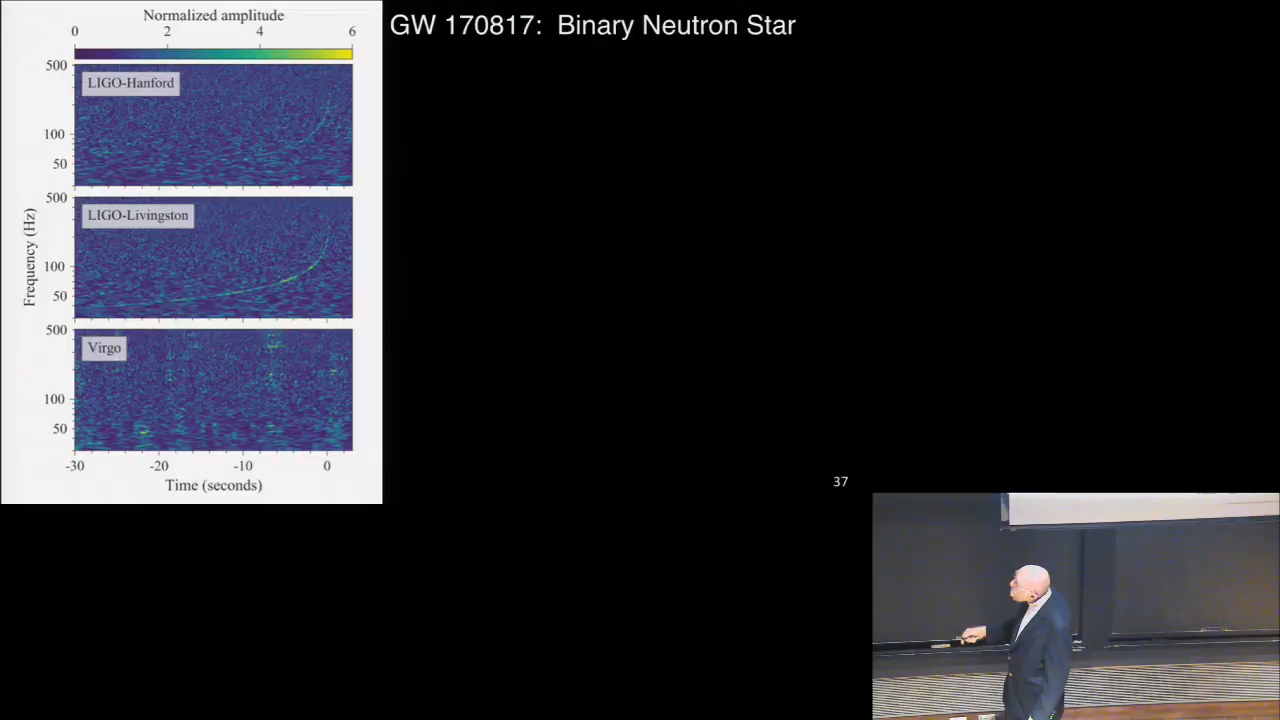 GW 170817: Binary Neutron Star
Normalized amplitude
0 2 4 6
500
LIGO-Hanford
100
50
500
LIGO-Livingston
100
50
Frequency (Hz)
500
Virgo
100
50
-30 -20 -10 0
Time (seconds)
37